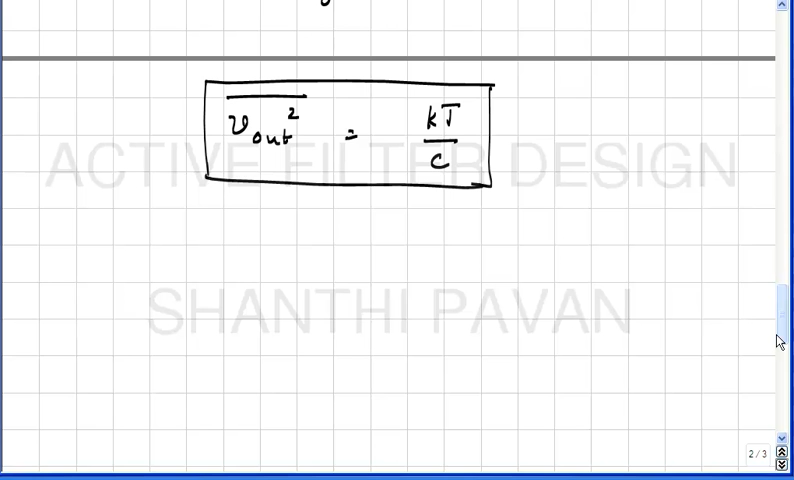 v_out² = kT/C
ACTIVE FILTER DESIGN
SHANTHI PAVAN
2 / 3